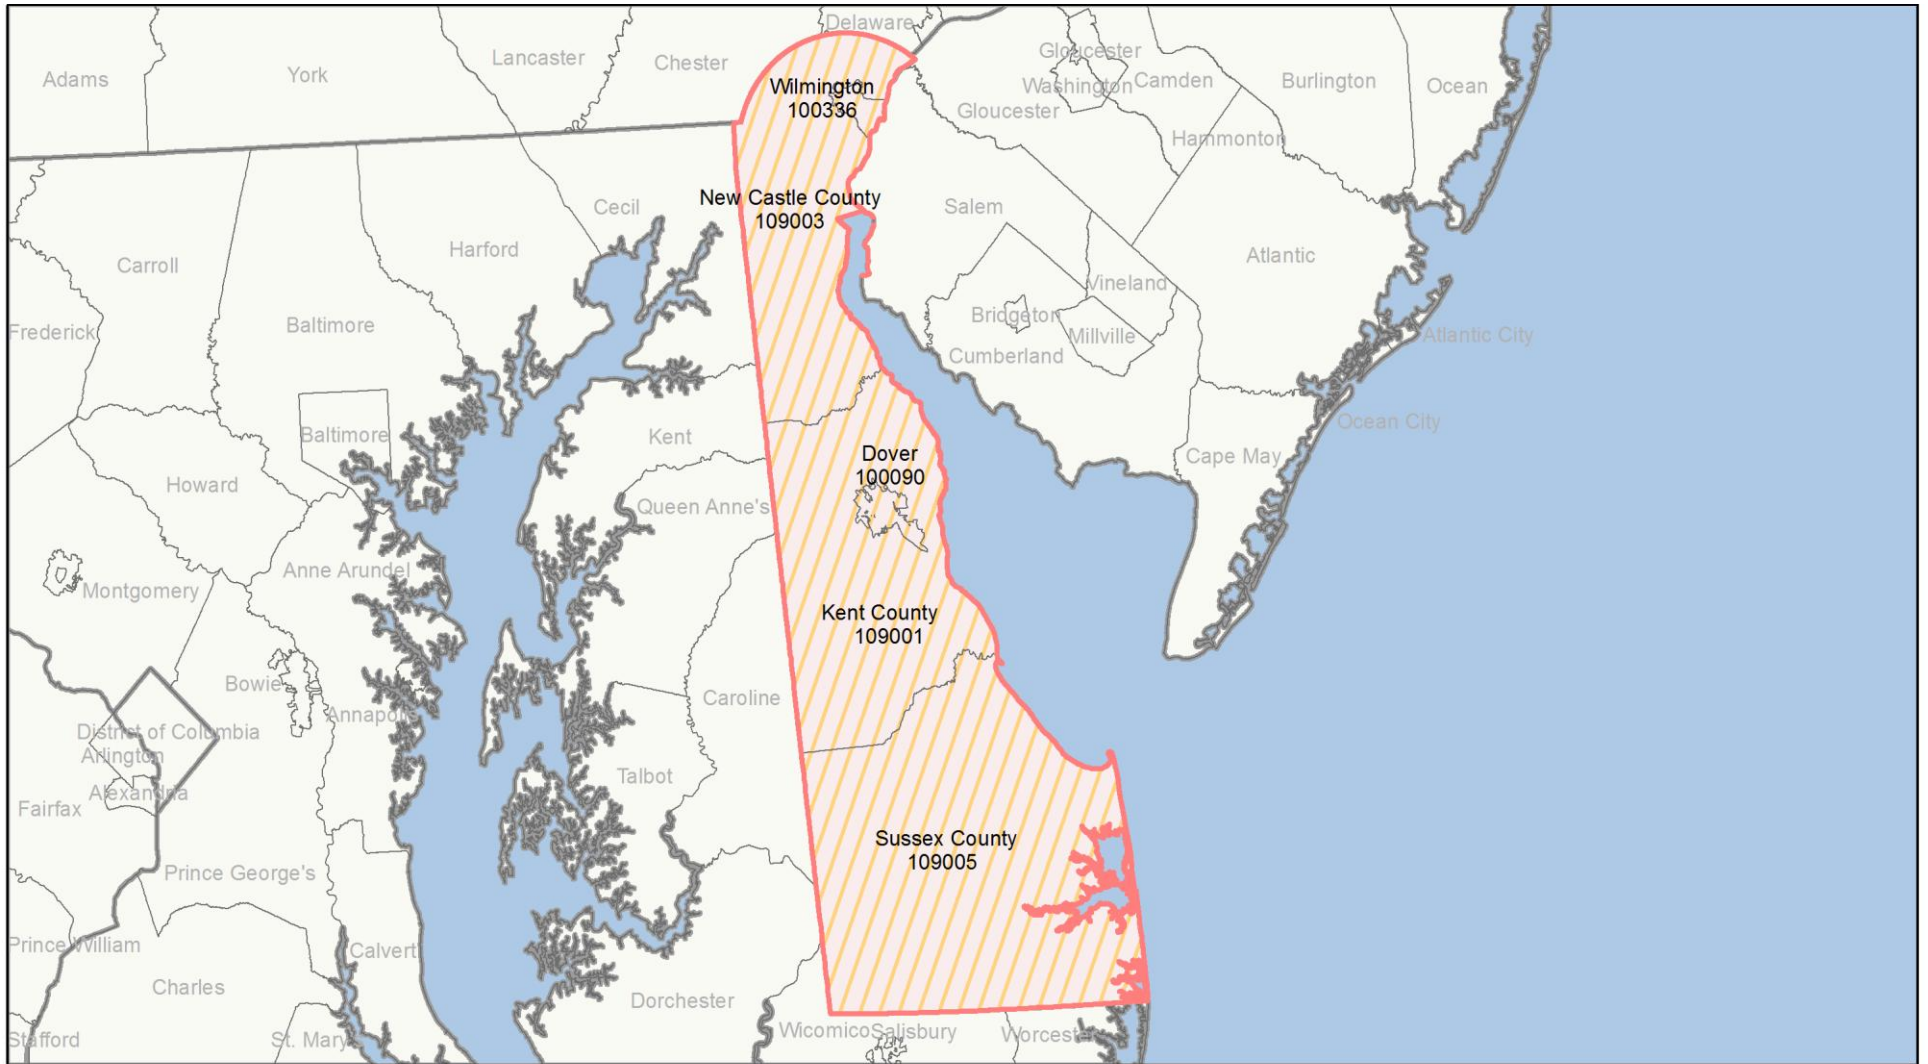 Delaware
Gloucester
Lancaster
Chester
York
Adams
Wilmington
100336
Washington
Camden
Burlington
Ocean
Gloucester
Hammonton
New Castle County
109003
Cecil
Salem
Harford
Carroll
Atlantic
Vineland
Bridgeton
Millville
Cumberland
Frederick
Baltimore
Atlantic City
Ocean City
Baltimore
Kent
Dover
100090
Cape May
Howard
Queen Anne's
Anne Arundel
Montgomery
Kent County
109001
Bowie
Caroline
Annapolis
District of Columbia
Arlington
Alexandria
Fairfax
Talbot
Sussex County
109005
Prince George's
Prince William
Calvert
Charles
Dorchester
Stafford
St. Mary's
Wicomico
Salisbury
Worcester